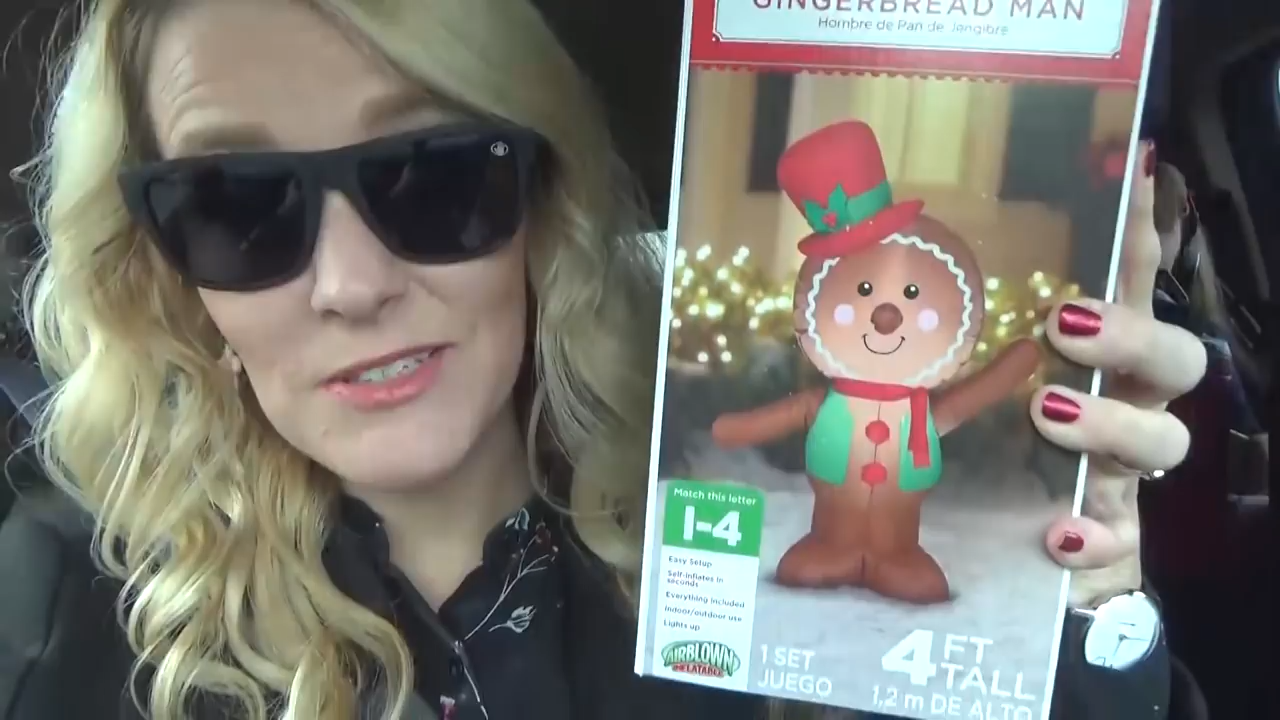 GINGERBREAD MAN
Hombre de Pan de Jengibre
Match this letter
I-4
Easy Setup
Self-inflates in
seconds
Everything included
Indoor/outdoor use
Lights up
AIRBLOWN
INFLATABLE
1 SET
JUEGO
4 FT
TALL
1,2 m DE ALTO